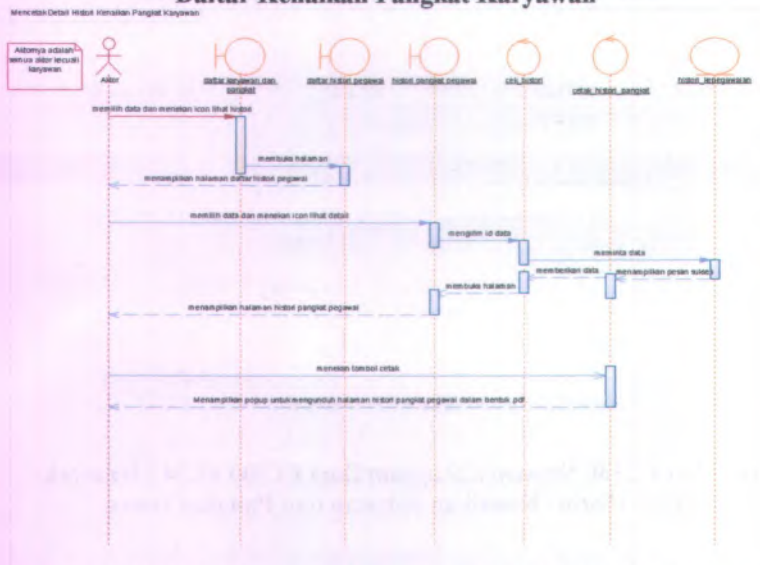 Daftar Kenaikan Pangkat Karyawan
Mencetak Detail Histori Kenaikan Pangkat Karyawan
Aktornya adalah
semua aktor kecuali
karyawan
Aktor
daftar karyawan dan
pangkat
daftar histori pegawai
histori pangkat pegawai
cek_histori
cetak_histori_pangkat
histori_kepegawaian
memilih data dan menekan icon lihat histori
membuka halaman
menampilkan halaman daftar histori pegawai
memilih data dan menekan icon lihat detail
mengirim id data
meminta data
memberikan data
menampilkan pesan sukses
membuka halaman
menampilkan halaman histori pangkat pegawai
menekan tombol cetak
Menampilkan popup untuk mengunduh halaman histori pangkat pegawai dalam bentuk pdf